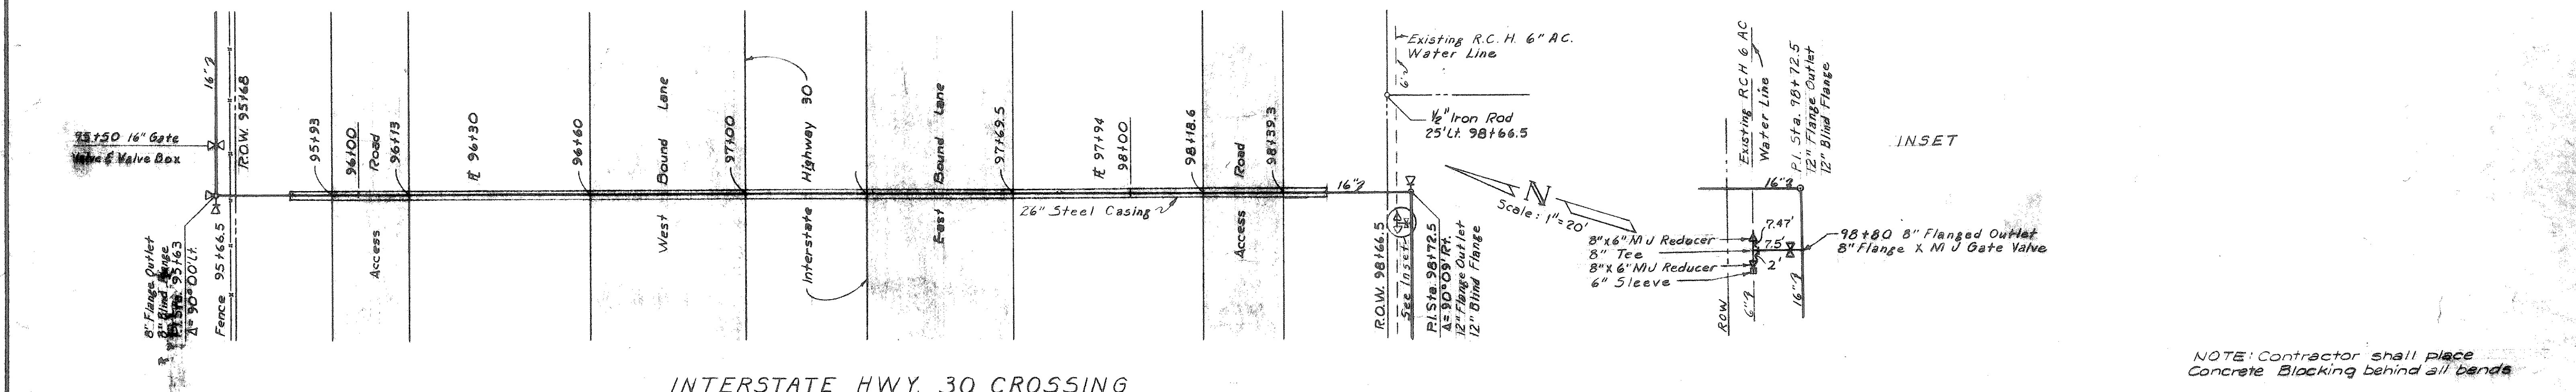 95+50 16" Gate
Valve & Valve Box
16"
R.O.W. 95+68
8" Flange Outlet
8" Blind Flange
P.I. Sta. 95+63
Δ= 90°00' Lt.
Fence 95+66.5
95+93
96+00
Access Road
96+13
℄ 96+30
96+60
West Bound Lane
97+00
Interstate Highway 30
East Bound Lane
97+69.5
℄ 97+94
98+00
26" Steel Casing
98+18.6
Access Road
98+39.3
16"
Existing R.C.H. 6" AC.
Water Line
6"
½" Iron Rod
25' Lt. 98+66.5
N
Scale: 1"=20'
R.O.W. 98+66.5
See Inset
P.I. Sta. 98+72.5
Δ= 90°09' Rt.
12" Flange Outlet
12" Blind Flange
Existing RCH 6 AC
Water Line
P.I. Sta. 98+72.5
12" Flange Outlet
12" Blind Flange
INSET
16"
7.47'
7.5'
2'
8"x6" MJ Reducer
8" Tee
8"x6" MJ Reducer
6" Sleeve
98+80 8" Flanged Outlet
8" Flange X MJ Gate Valve
ROW
6"
16"
NOTE: Contractor shall place
Concrete Blocking behind all bends
INTERSTATE HWY. 30 CROSSING